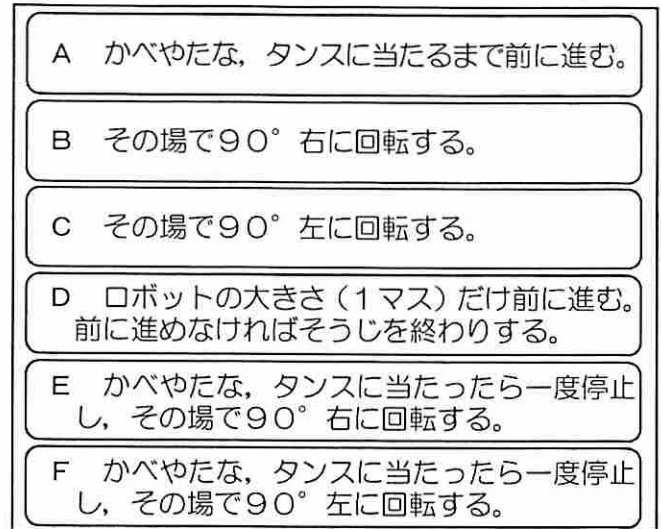 A かべやたな，タンスに当たるまで前に進む。
B その場で９０°右に回転する。
C その場で９０°左に回転する。
D ロボットの大きさ（１マス）だけ前に進む。
前に進めなければそうじを終わりする。
E かべやたな，タンスに当たったら一度停止
し，その場で９０°右に回転する。
F かべやたな，タンスに当たったら一度停止
し，その場で９０°左に回転する。